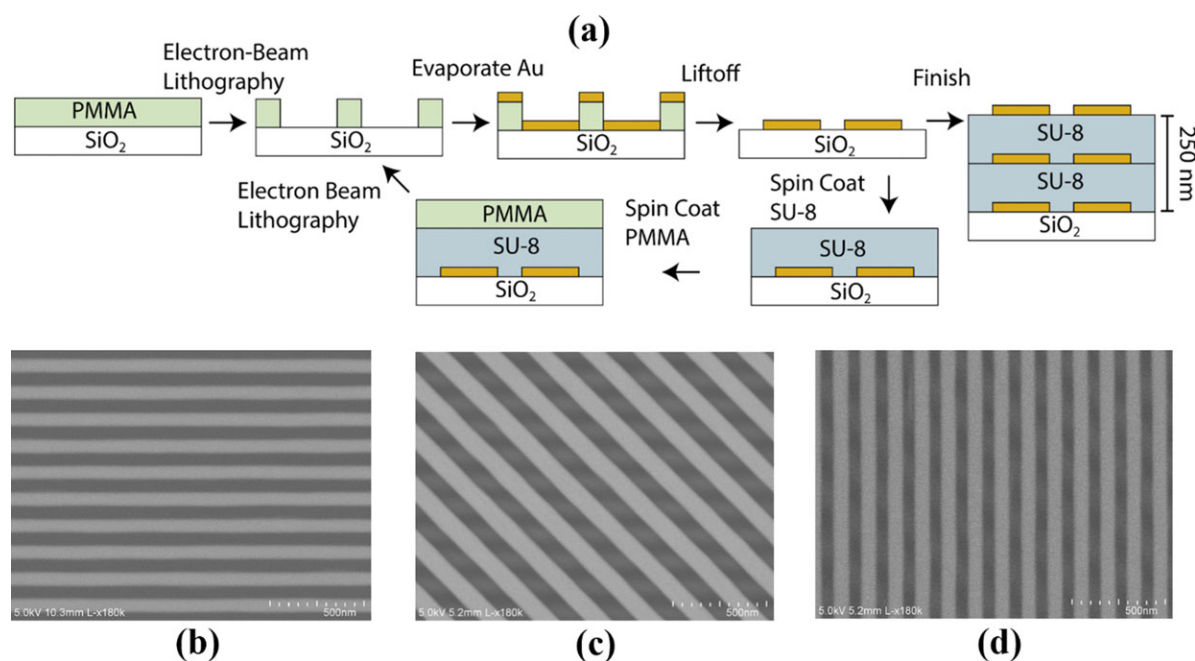 (a)
Electron-Beam
Lithography
Evaporate Au
Liftoff
Finish
PMMA
SiO₂
SiO₂
SiO₂
SiO₂
SU-8
SU-8
SiO₂
250 nm
Electron Beam
Lithography
PMMA
SU-8
SiO₂
Spin Coat
PMMA
Spin Coat
SU-8
SU-8
SiO₂
5.0kV 10.3mm L-x180k
500nm
5.0kV 5.2mm L-x180k
500nm
5.0kV 5.2mm L-x180k
500nm
(b)
(c)
(d)